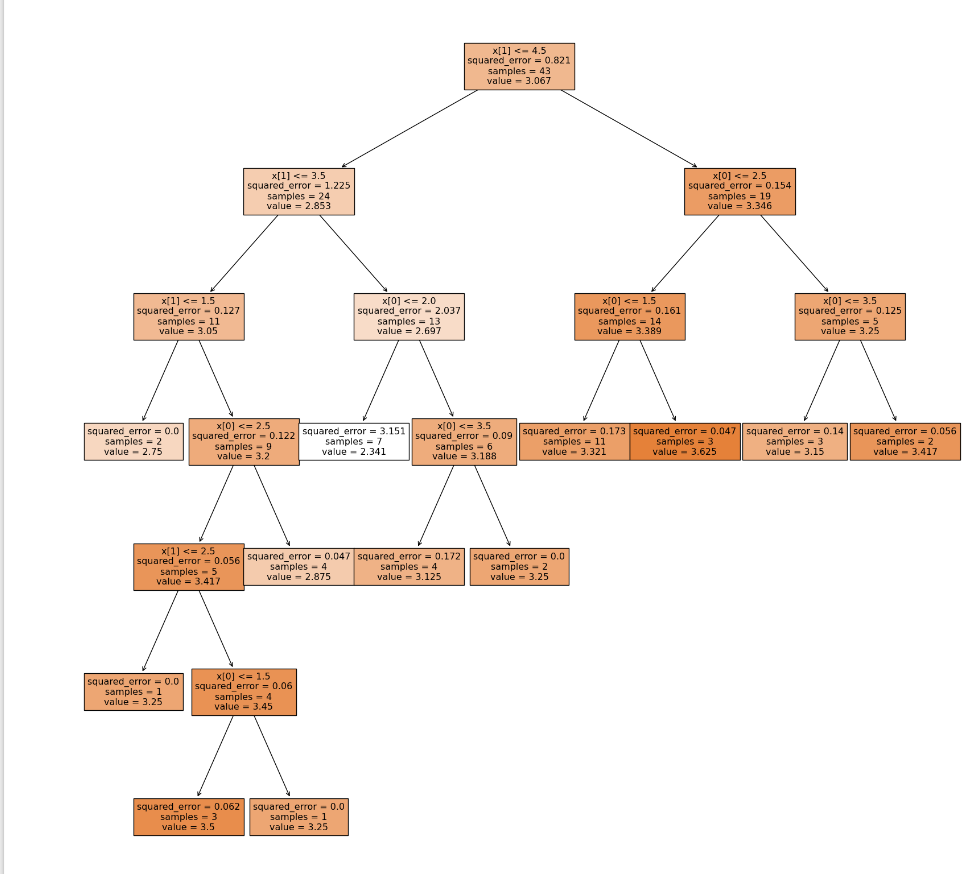 x[1] <= 4.5
squared_error = 0.821
samples = 43
value = 3.067
x[1] <= 3.5
squared_error = 1.225
samples = 24
value = 2.853
x[0] <= 2.5
squared_error = 0.154
samples = 19
value = 3.346
x[1] <= 1.5
squared_error = 0.127
samples = 11
value = 3.05
x[0] <= 2.0
squared_error = 2.037
samples = 13
value = 2.697
x[0] <= 1.5
squared_error = 0.161
samples = 14
value = 3.389
x[0] <= 3.5
squared_error = 0.125
samples = 5
value = 3.25
squared_error = 0.0
samples = 2
value = 2.75
x[0] <= 2.5
squared_error = 0.122
samples = 9
value = 3.2
squared_error = 3.151
samples = 7
value = 2.341
x[0] <= 3.5
squared_error = 0.09
samples = 6
value = 3.188
squared_error = 0.173
samples = 11
value = 3.321
squared_error = 0.047
samples = 3
value = 3.625
squared_error = 0.14
samples = 3
value = 3.15
squared_error = 0.056
samples = 2
value = 3.417
x[1] <= 2.5
squared_error = 0.056
samples = 5
value = 3.417
squared_error = 0.047
samples = 4
value = 2.875
squared_error = 0.172
samples = 4
value = 3.125
squared_error = 0.0
samples = 2
value = 3.25
squared_error = 0.0
samples = 1
value = 3.25
x[0] <= 1.5
squared_error = 0.06
samples = 4
value = 3.45
squared_error = 0.062
samples = 3
value = 3.5
squared_error = 0.0
samples = 1
value = 3.25